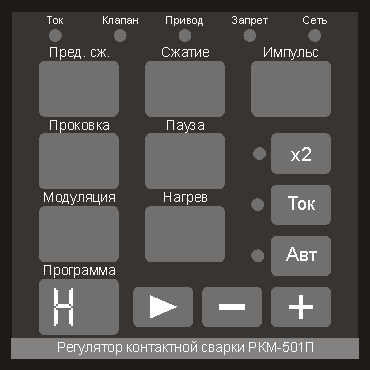 Ток Клапан Привод Запрет Сеть
Пред. сж. Сжатие Импульс
Проковка Пауза
x2
Модуляция Нагрев
Ток
Авт
Программа
H
Регулятор контактной сварки РКМ-501П